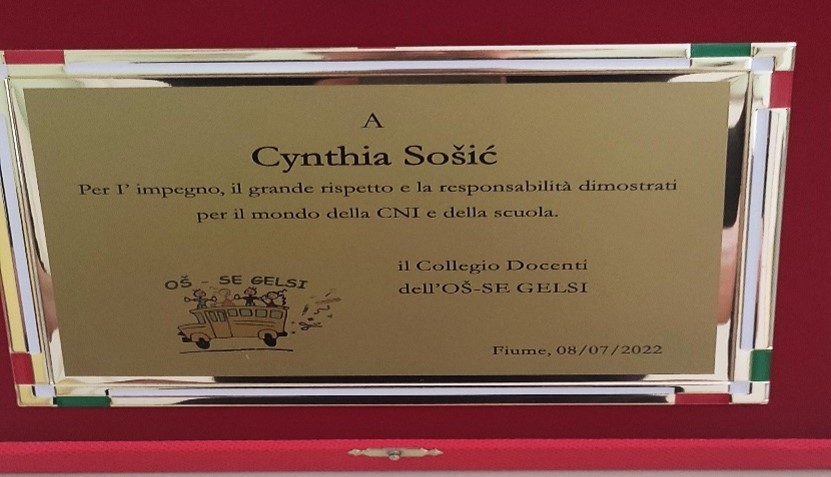 A
Cynthia Sošić
Per l' impegno, il grande rispetto e la responsabilità dimostrati
per il mondo della CNI e della scuola.
OŠ - SE GELSI
il Collegio Docenti
dell'OŠ-SE GELSI
Fiume, 08/07/2022